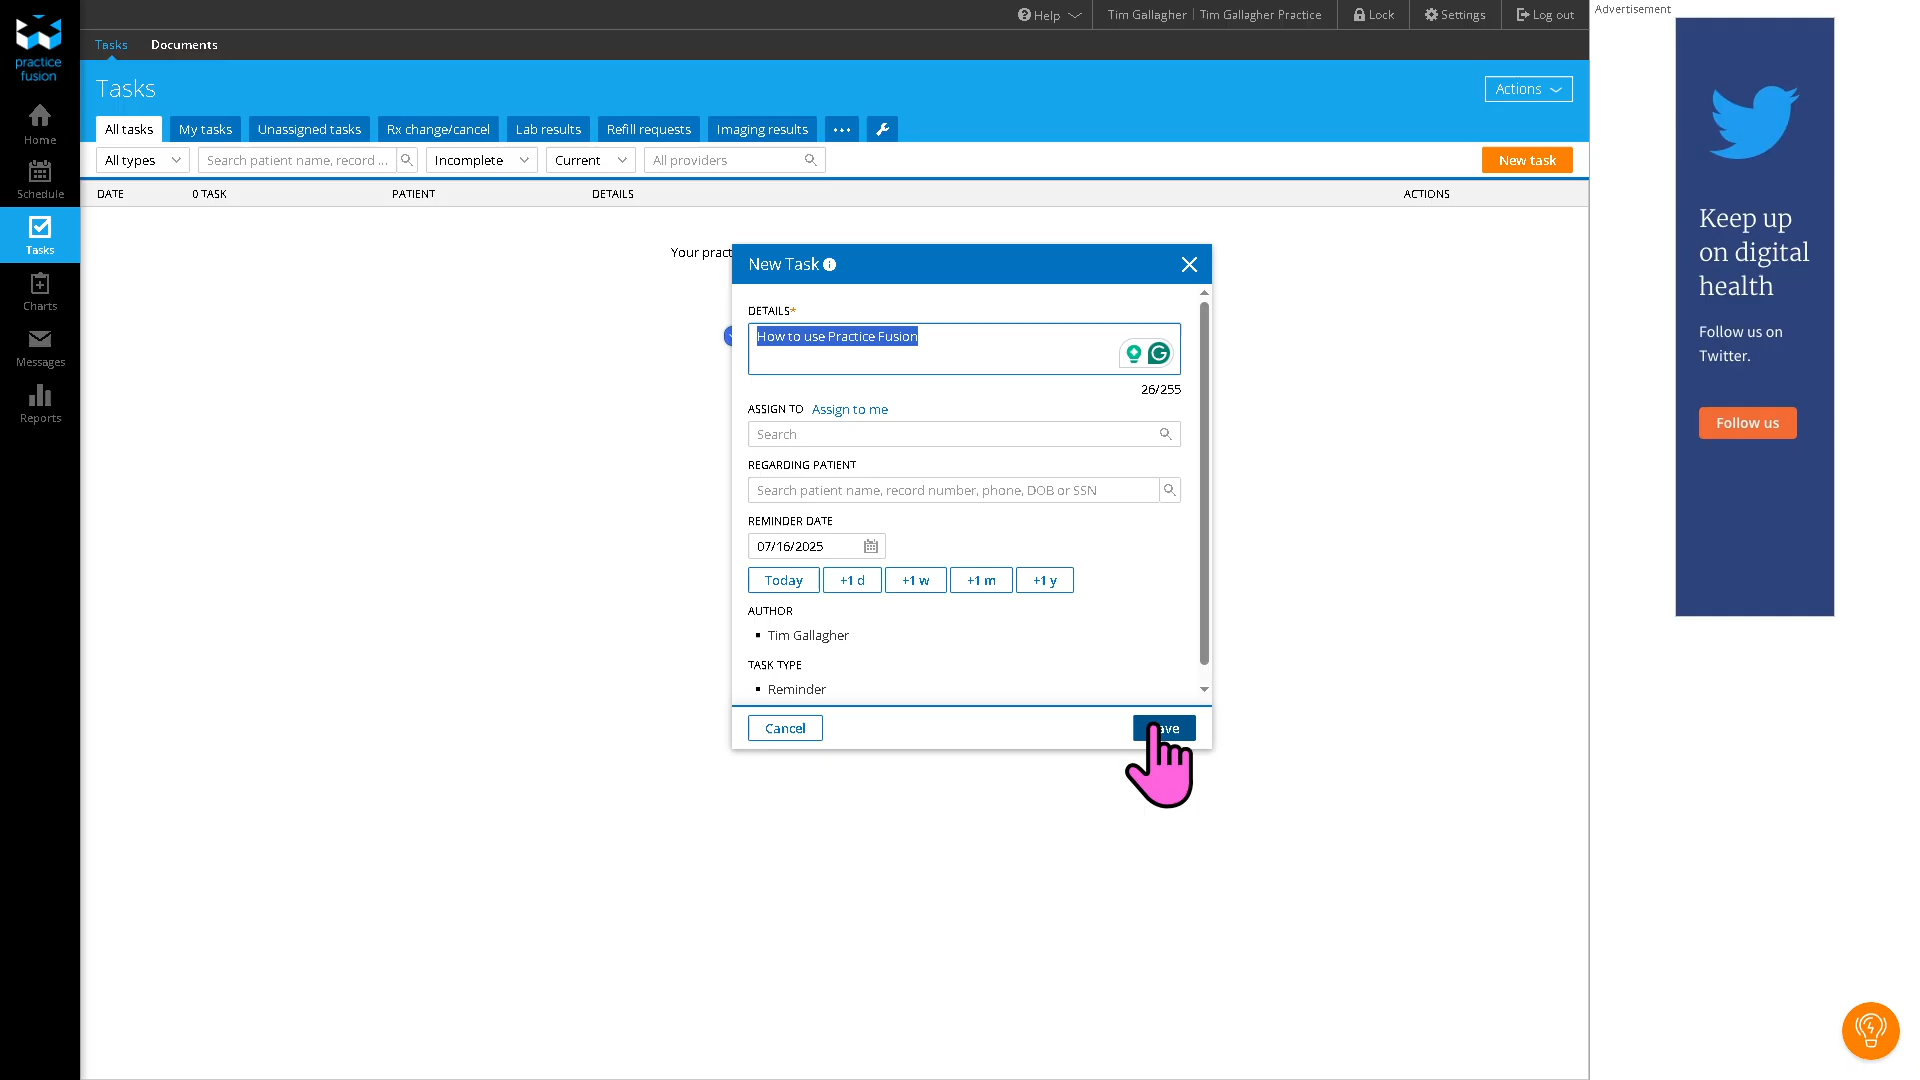 Help
Tim Gallagher
Tim Gallagher Practice
Lock
Settings
Log out
Advertisement
practice
fusion
Tasks
Documents
Tasks
Actions
All tasks
My tasks
Unassigned tasks
Rx change/cancel
Lab results
Refill requests
Imaging results
All types
Search patient name, record ...
Incomplete
Current
All providers
New task
DATE
0 TASK
PATIENT
DETAILS
ACTIONS
Home
Schedule
Tasks
Charts
Messages
Reports
Your pract
New Task
DETAILS*
How to use Practice Fusion
26/255
ASSIGN TO Assign to me
Search
REGARDING PATIENT
Search patient name, record number, phone, DOB or SSN
REMINDER DATE
07/16/2025
Today
+1 d
+1 w
+1 m
+1 y
AUTHOR
Tim Gallagher
TASK TYPE
Reminder
Cancel
Keep up
on digital
health
Follow us on
Twitter.
Follow us